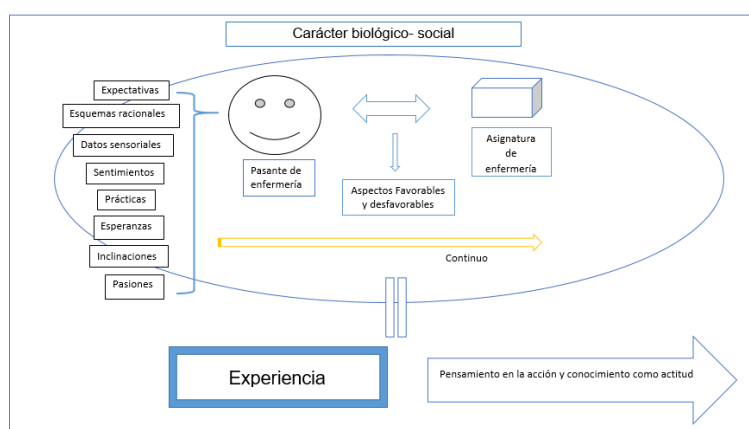 Carácter biológico- social
Expectativas
Esquemas racionales
Datos sensoriales
Sentimientos
Prácticas
Esperanzas
Inclinaciones
Pasiones
Pasante de
enfermería
Aspectos Favorables
y desfavorables
Asignatura
de
enfermería
Continuo
Experiencia
Pensamiento en la acción y conocimiento como actitud